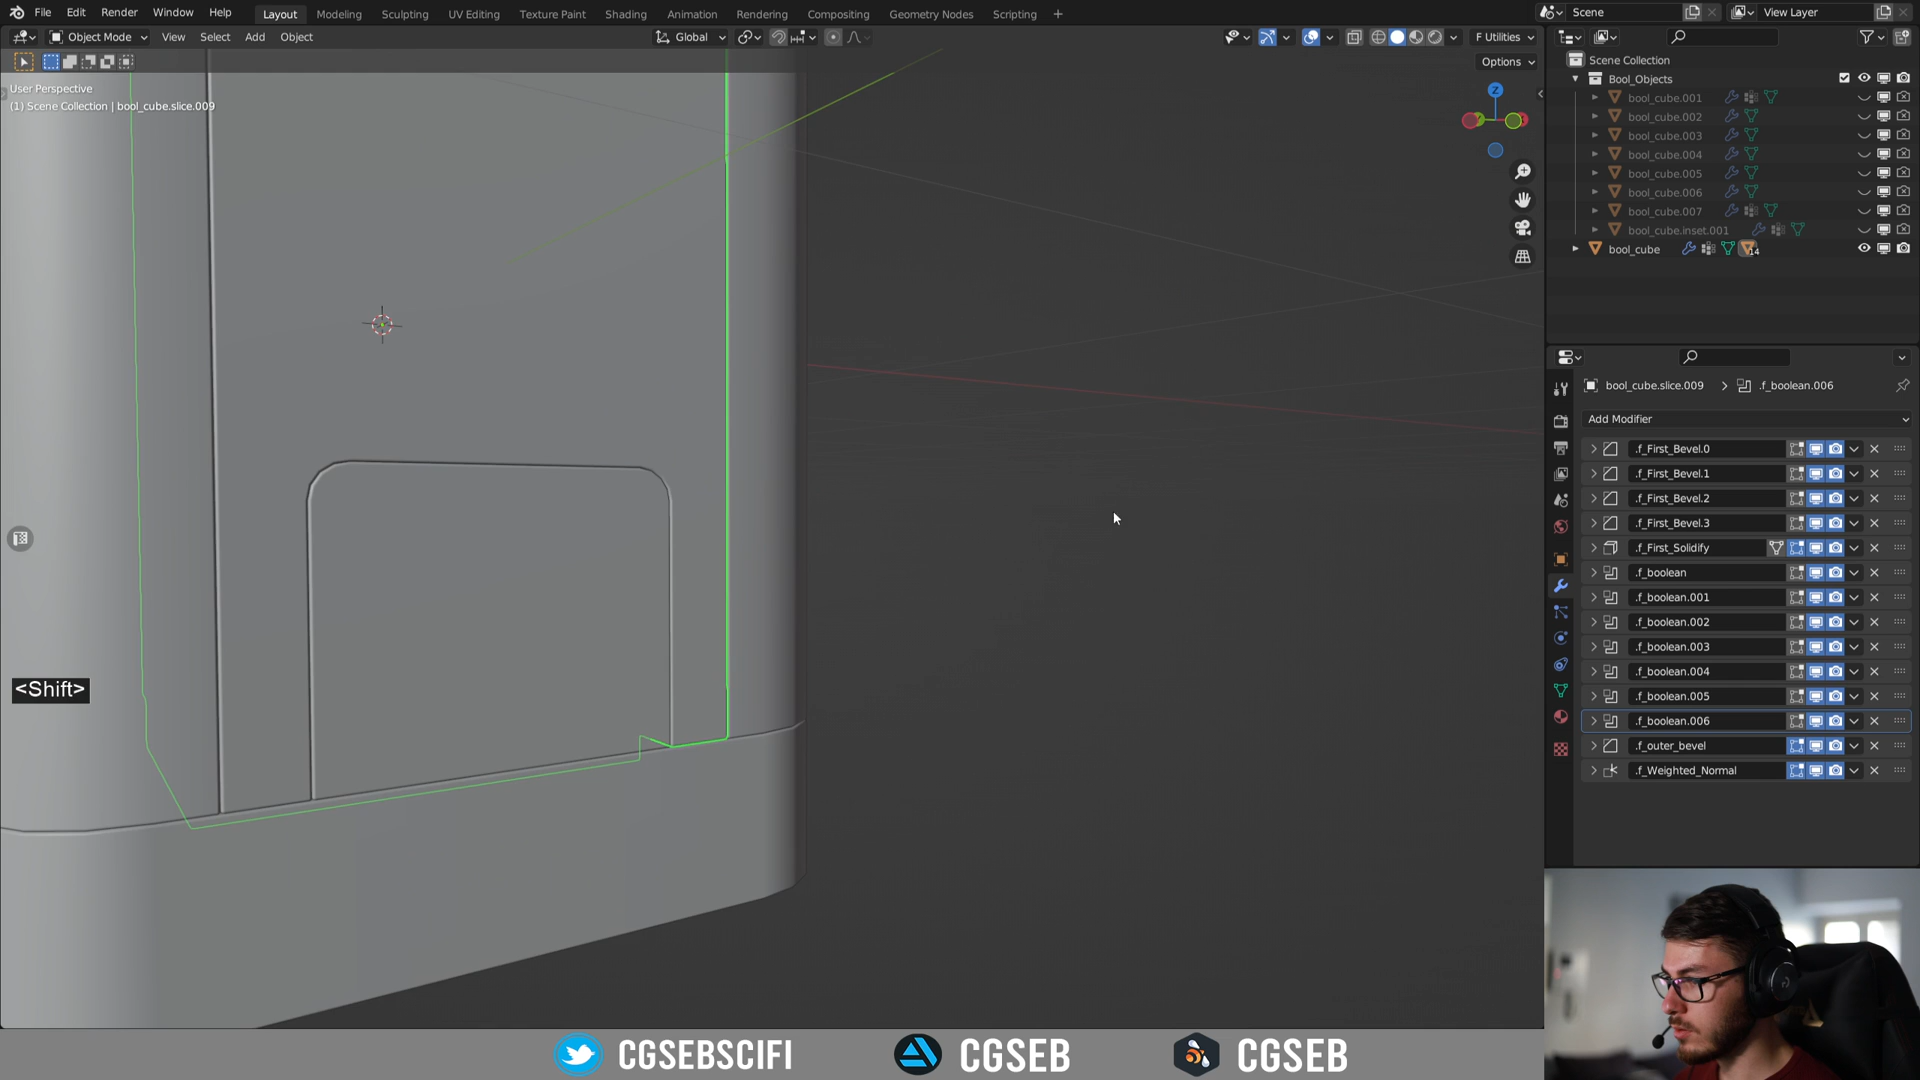 File Edit Render Window Help Layout Modeling Sculpting UV Editing Texture Paint Shading Animation Rendering Compositing Geometry Nodes Scripting + Scene View Layer
Object Mode View Select Add Object Global F Utilities
Options
User Perspective
(1) Scene Collection | bool_cube.slice.009
Z
<Shift>
Scene Collection
Bool_Objects
bool_cube.001
bool_cube.002
bool_cube.003
bool_cube.004
bool_cube.005
bool_cube.006
bool_cube.007
bool_cube.inset.001
bool_cube 14
bool_cube.slice.009 > .f_boolean.006
Add Modifier
.f_First_Bevel.0
.f_First_Bevel.1
.f_First_Bevel.2
.f_First_Bevel.3
.f_First_Solidify
.f_boolean
.f_boolean.001
.f_boolean.002
.f_boolean.003
.f_boolean.004
.f_boolean.005
.f_boolean.006
.f_outer_bevel
.f_Weighted_Normal
CGSEBSCIFI CGSEB CGSEB